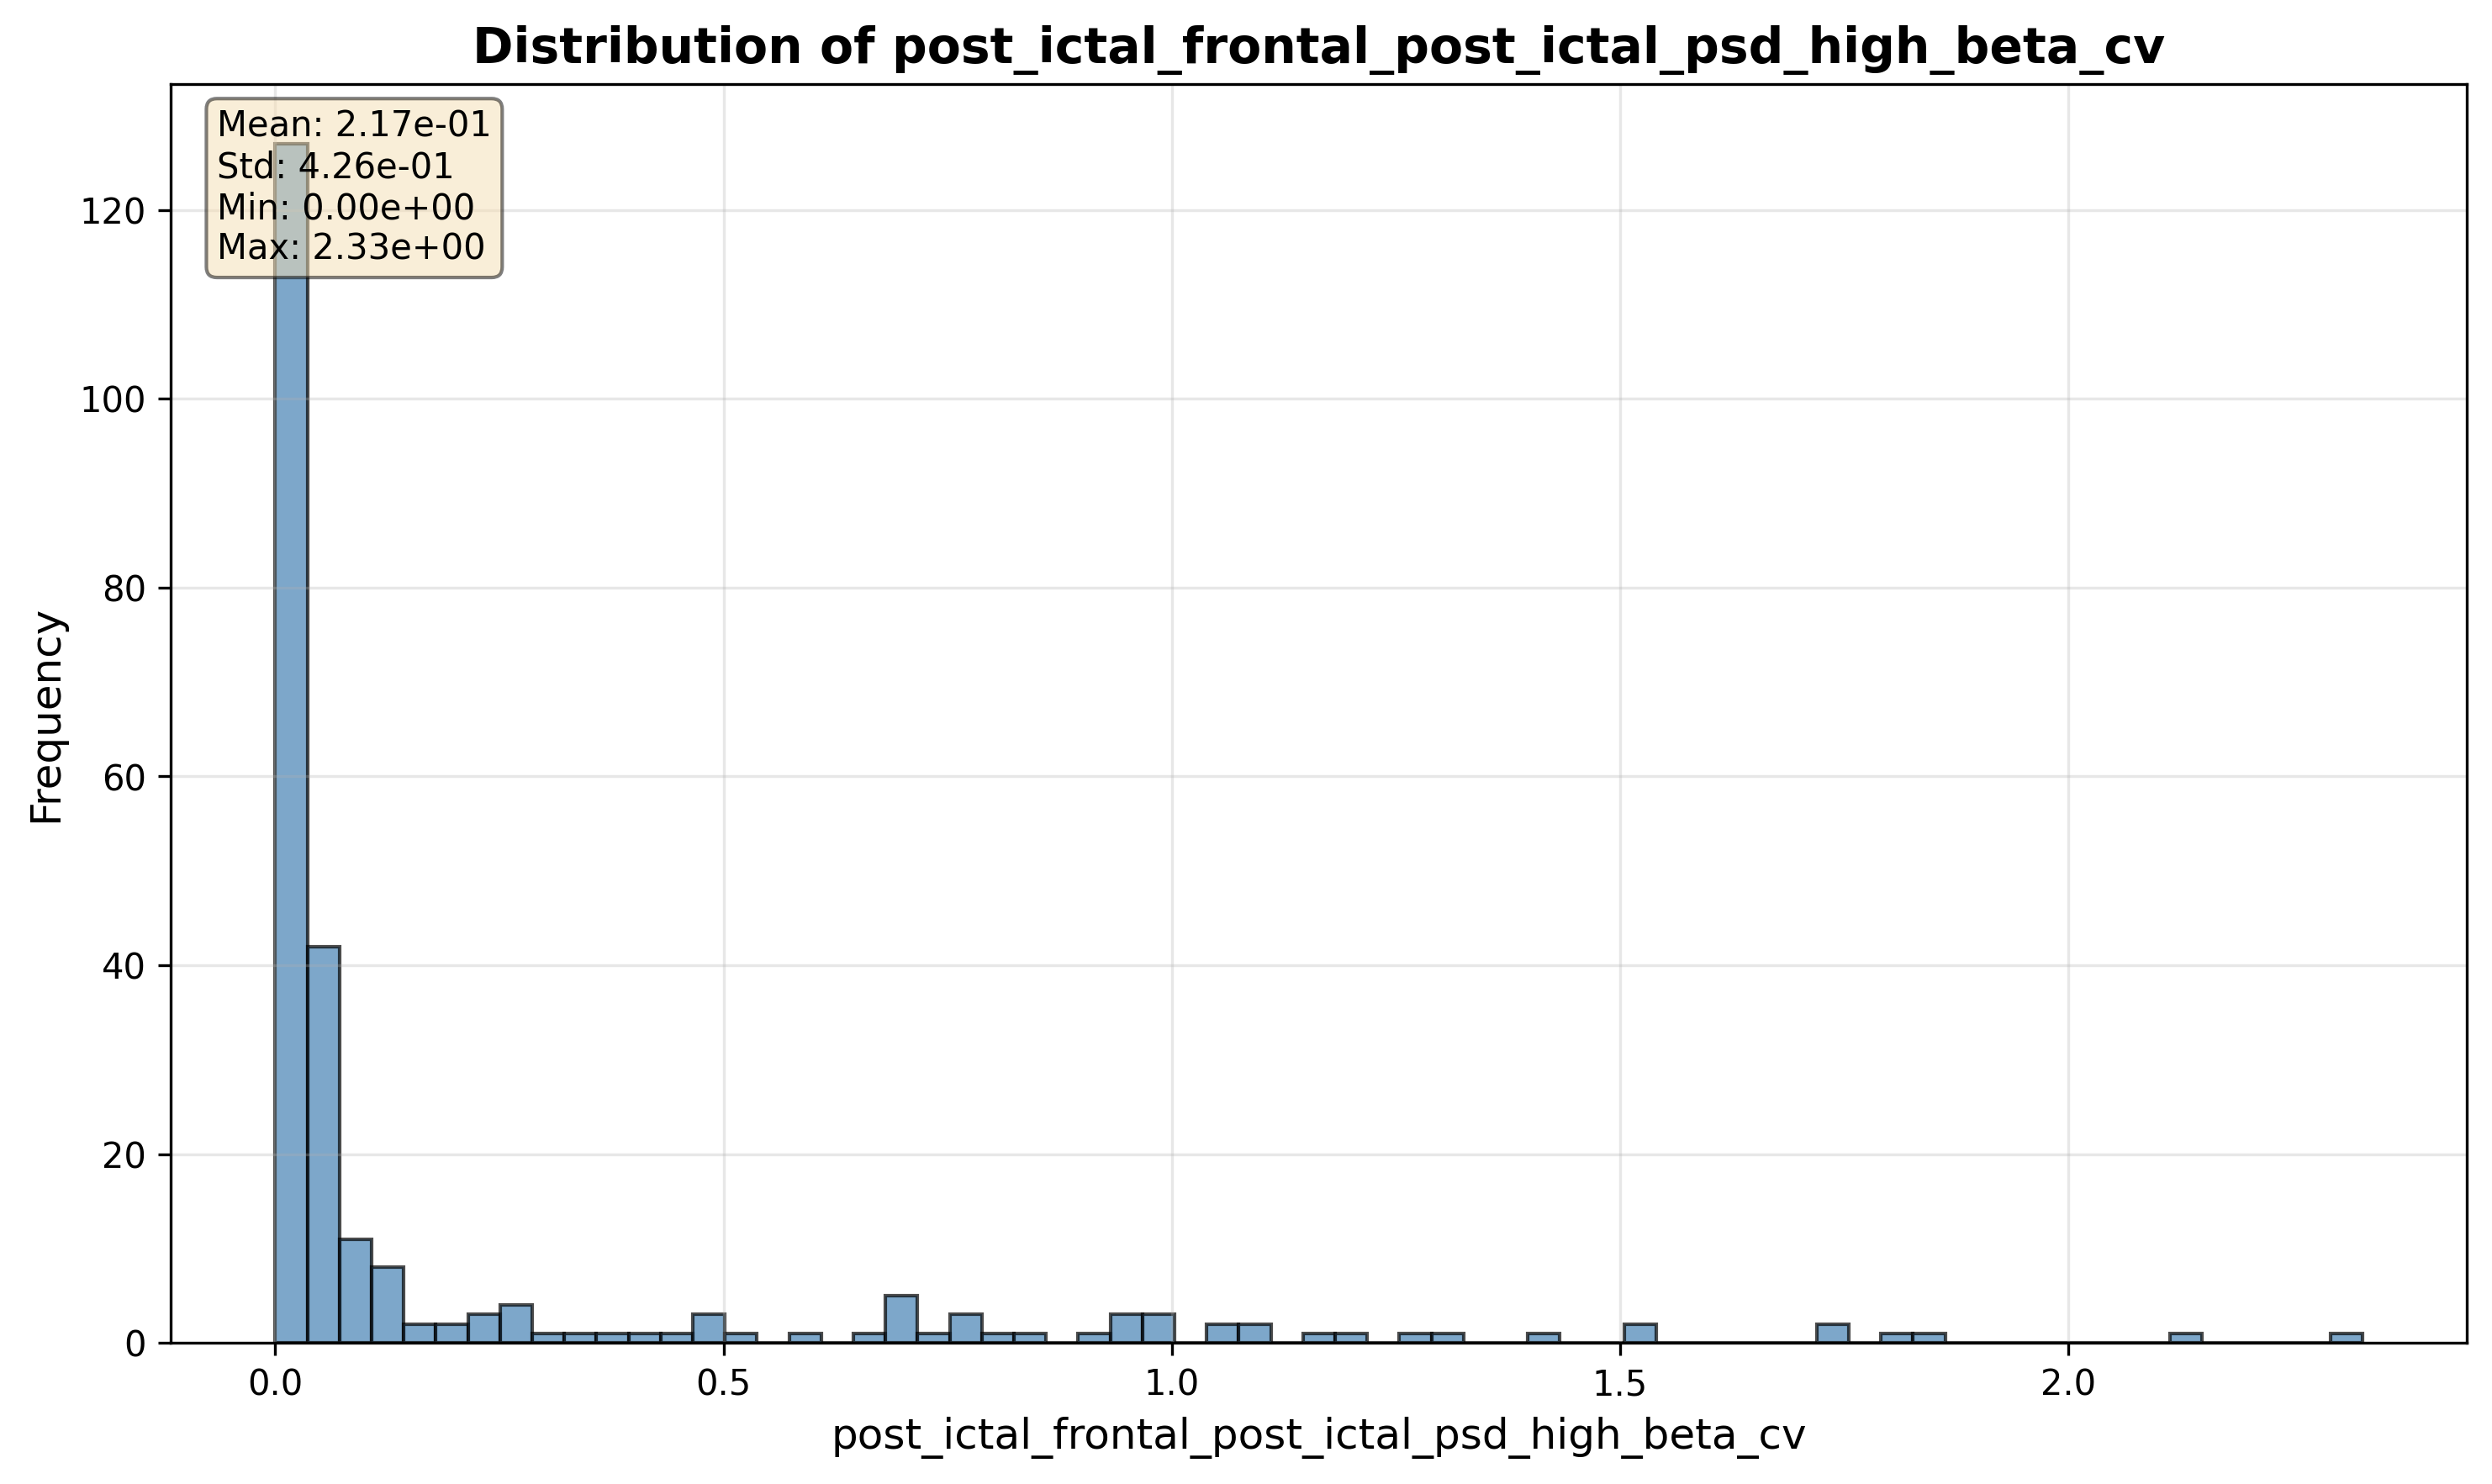 Distribution of post_ictal_frontal_post_ictal_psd_high_beta_cv
Mean: 2.17e-01
Std: 4.26e-01
Min: 0.00e+00
Max: 2.33e+00
120
100
80
60
40
20
0
Frequency
0.0 0.5 1.0 1.5 2.0
post_ictal_frontal_post_ictal_psd_high_beta_cv